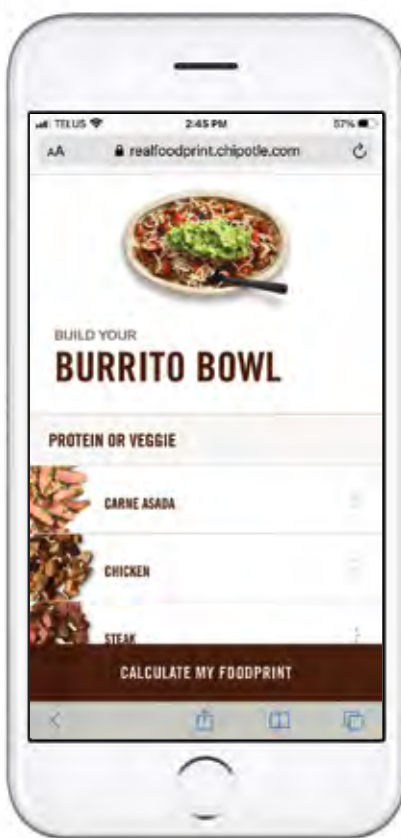 TELUS 2:45 PM 57%
AA realfoodprint.chipotle.com
BUILD YOUR
BURRITO BOWL
PROTEIN OR VEGGIE
CARNE ASADA
CHICKEN
STEAK
CALCULATE MY FOODPRINT